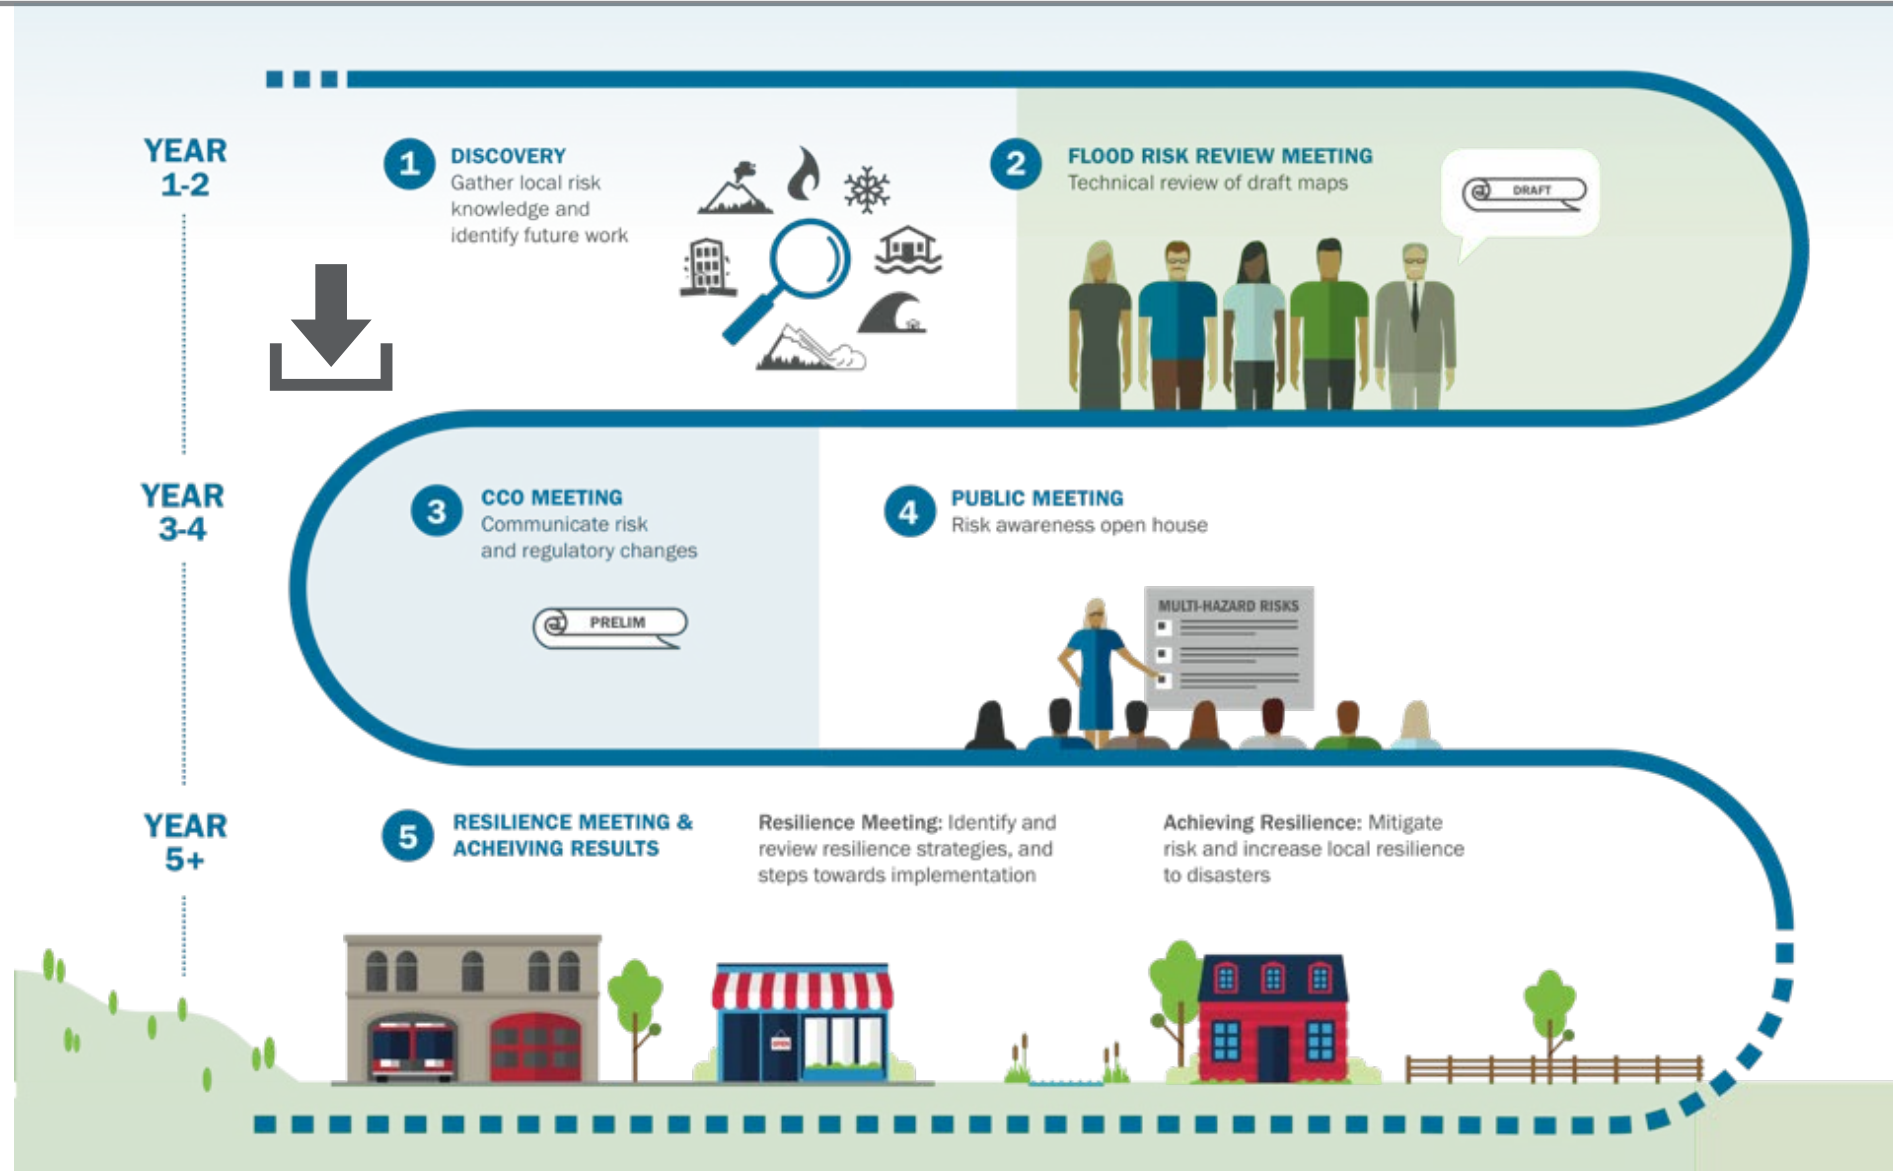 YEAR
1-2
1
DISCOVERY
Gather local risk
knowledge and
identify future work
2
FLOOD RISK REVIEW MEETING
Technical review of draft maps
DRAFT
YEAR
3-4
3
CCO MEETING
Communicate risk
and regulatory changes
PRELIM
4
PUBLIC MEETING
Risk awareness open house
MULTI-HAZARD RISKS
YEAR
5+
5
RESILIENCE MEETING &
ACHEIVING RESULTS
Resilience Meeting: Identify and
review resilience strategies, and
steps towards implementation
Achieving Resilience: Mitigate
risk and increase local resilience
to disasters
OPEN